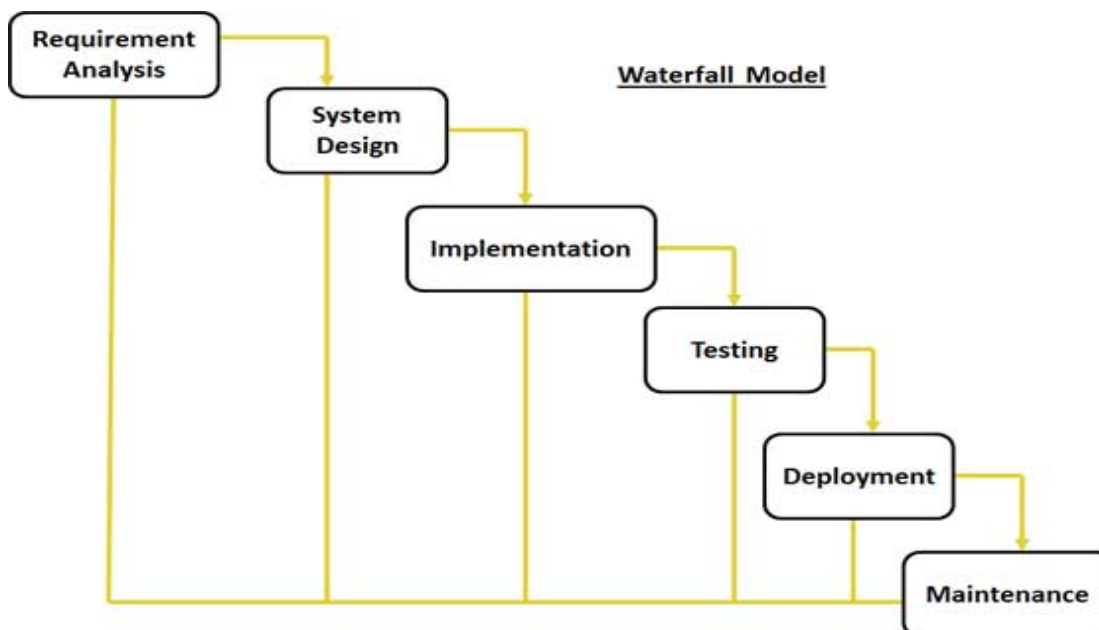 Requirement
Analysis
Waterfall Model
System
Design
Implementation
Testing
Deployment
Maintenance